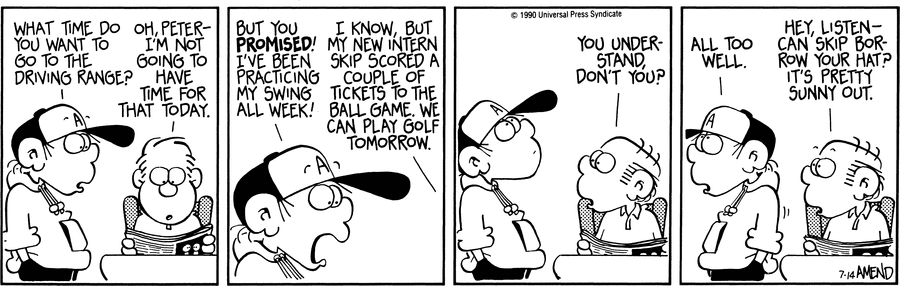 WHAT TIME DO
YOU WANT TO
GO TO THE
DRIVING RANGE?
OH, PETER—
I'M NOT
GOING TO
HAVE
TIME FOR
THAT TODAY.
A
BUT YOU
PROMISED!
I'VE BEEN
PRACTICING
MY SWING
ALL WEEK!
I KNOW, BUT
MY NEW INTERN
SKIP SCORED A
COUPLE OF
TICKETS TO THE
BALL GAME. WE
CAN PLAY GOLF
TOMORROW.
A
© 1990 Universal Press Syndicate
YOU UNDER-
STAND,
DON'T YOU?
A
ALL TOO
WELL.
HEY, LISTEN—
CAN SKIP BOR-
ROW YOUR HAT?
IT'S PRETTY
SUNNY OUT.
A
7-14 AMEND